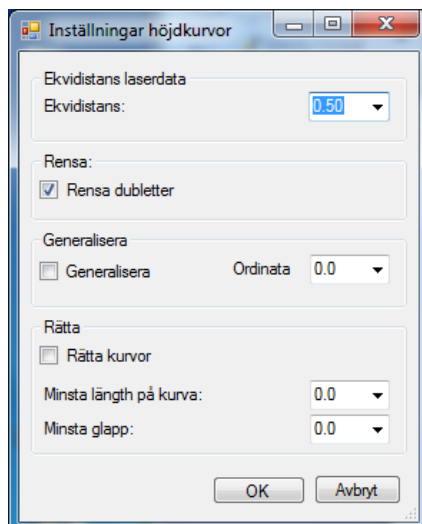 Inställningar höjdkurvor
Ekvidistans laserdata
Ekvidistans: 0.50
Rensa:
Rensa dubletter
Generalisera
Generalisera Ordinata 0.0
Rätta
Rätta kurvor
Minsta längth på kurva: 0.0
Minsta glapp: 0.0
OK Avbryt